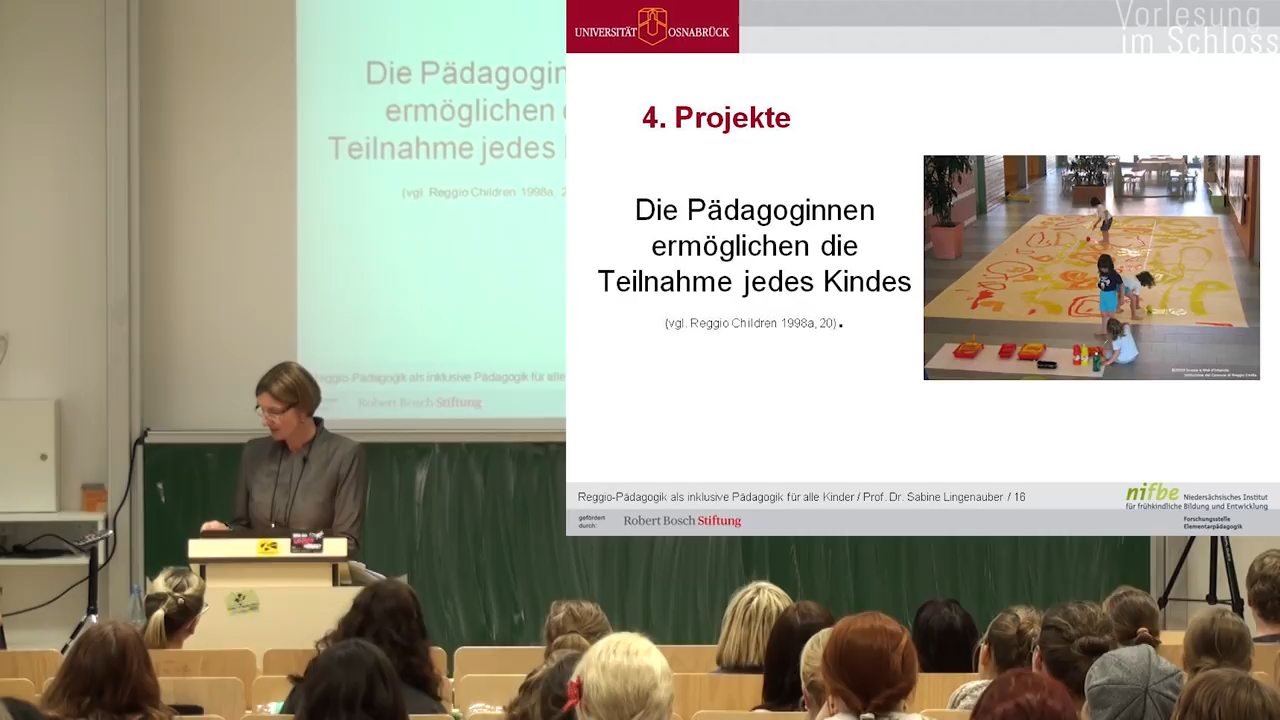 UNIVERSITÄT OSNABRÜCK
Vorlesung
im Schloss
Die Pädagogin
ermöglichen
Teilnahme jedes
(vgl. Reggio Children 1998a, 2
eggio-Pädagogik als inklusive Pädagogik für alle
Robert Bosch Stiftung
4. Projekte
Die Pädagoginnen
ermöglichen die
Teilnahme jedes Kindes
(vgl. Reggio Children 1998a, 20).
Reggio-Pädagogik als inklusive Pädagogik für alle Kinder / Prof. Dr. Sabine Lingenauber / 16
gefördert
durch:
Robert Bosch Stiftung
nifbe Niedersächsisches Institut
für frühkindliche Bildung und Entwicklung
Forschungsstelle
Elementarpädagogik